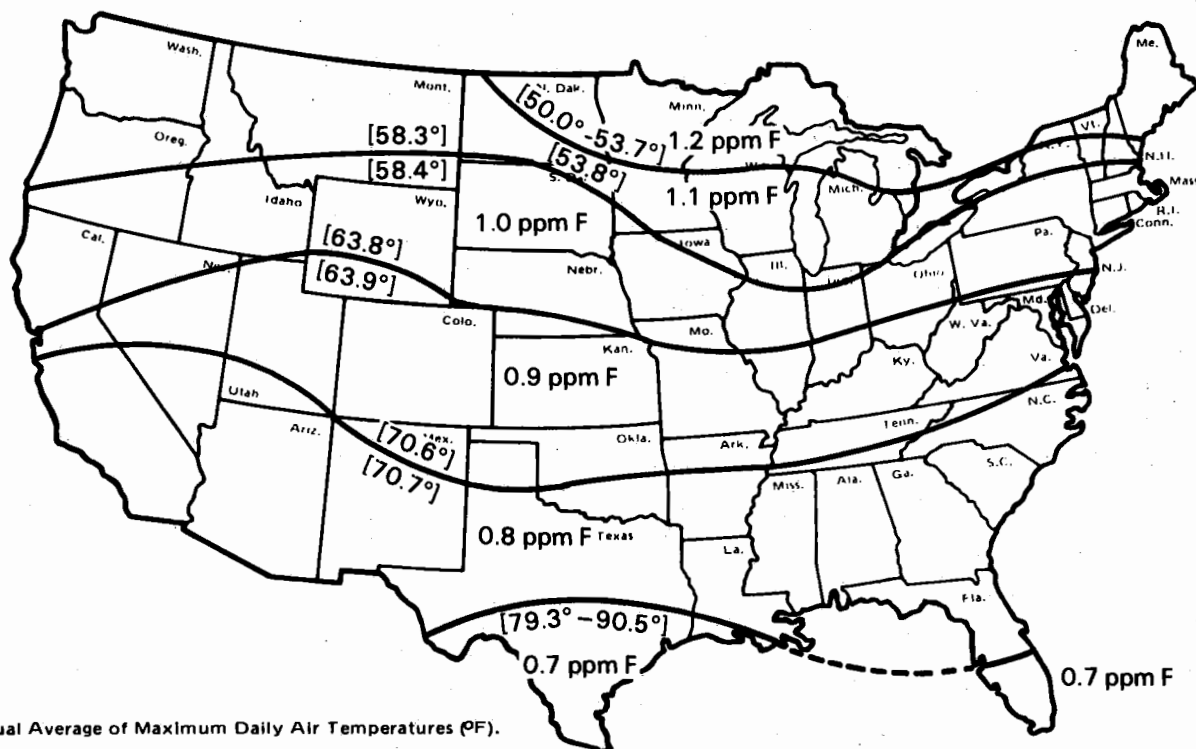 Wash.
Mont.
N. Dak.
Minn.
Me.
[50.0°-53.7°]
1.2 ppm F
Vt.
Oreg.
[58.3°]
[53.8°]
N.H.
[58.4°]
1.1 ppm F
Mich.
Mass
Idaho
Wyo.
R.I.
Conn.
1.0 ppm F
Cal.
[63.8°]
Iowa
Pa.
[63.9°]
Nebr.
Ill.
Ohio
N.J.
Md.
Del.
Colo.
Mo.
W. Va.
Kan.
Ky.
Va.
0.9 ppm F
Utah
N.C.
Ariz.
Mex.
[70.6°]
Okla.
Ark.
Tenn.
[70.7°]
S.C.
Miss.
Ala.
Ga.
0.8 ppm F
Texas
La.
Fla.
[79.3° – 90.5°]
0.7 ppm F
0.7 ppm F
ual Average of Maximum Daily Air Temperatures (ºF).